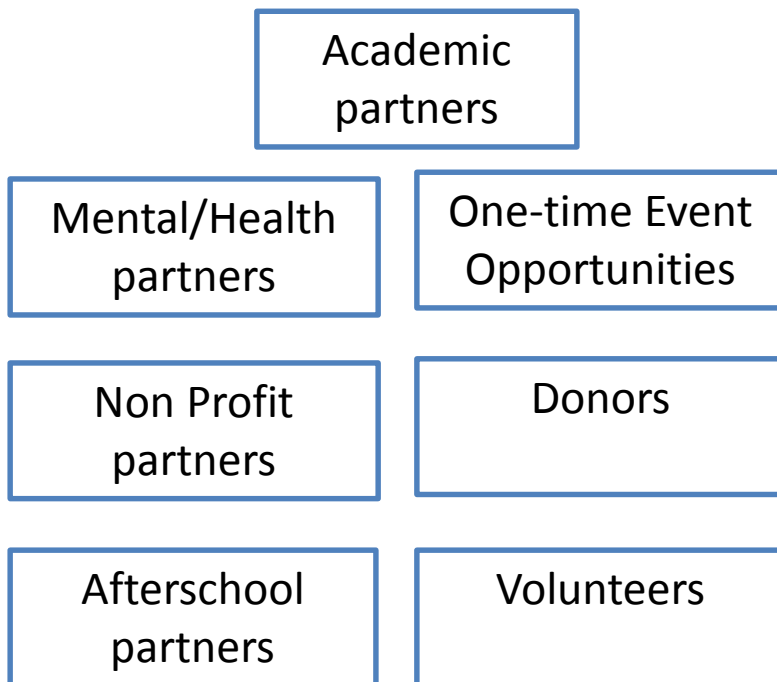 Academic
partners
Mental/Health
partners
One-time Event
Opportunities
Non Profit
partners
Donors
Afterschool
partners
Volunteers